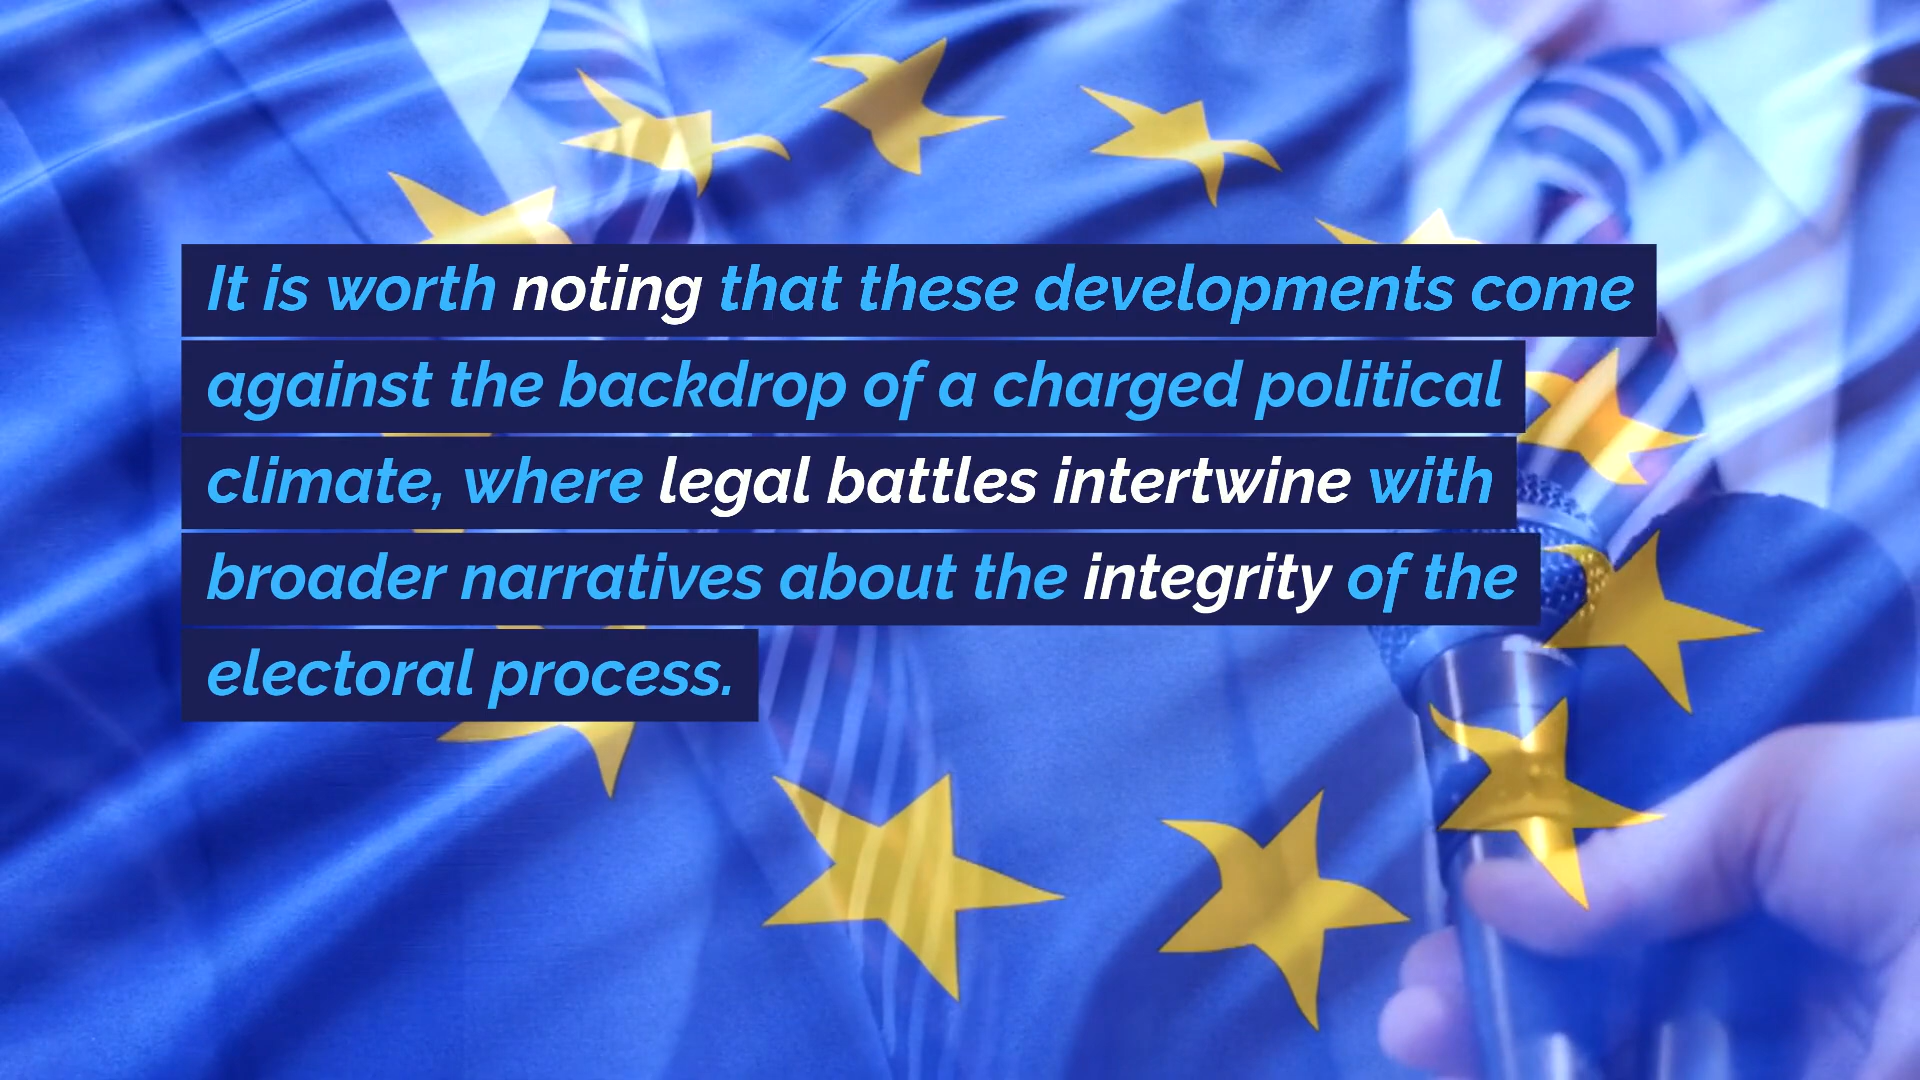 It is worth noting that these developments come
against the backdrop of a charged political
climate, where legal battles intertwine with
broader narratives about the integrity of the
electoral process.